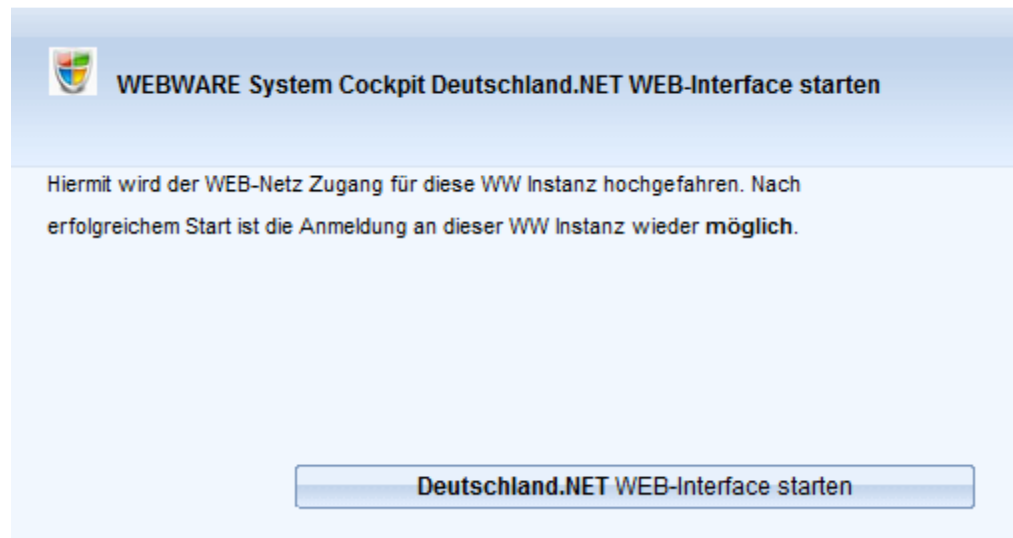 WEBWARE System Cockpit Deutschland.NET WEB-Interface starten
Hiermit wird der WEB-Netz Zugang für diese WW Instanz hochgefahren. Nach
erfolgreichem Start ist die Anmeldung an dieser WW Instanz wieder möglich.
Deutschland.NET WEB-Interface starten